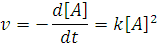 v = −d[A]/dt = k[A]²